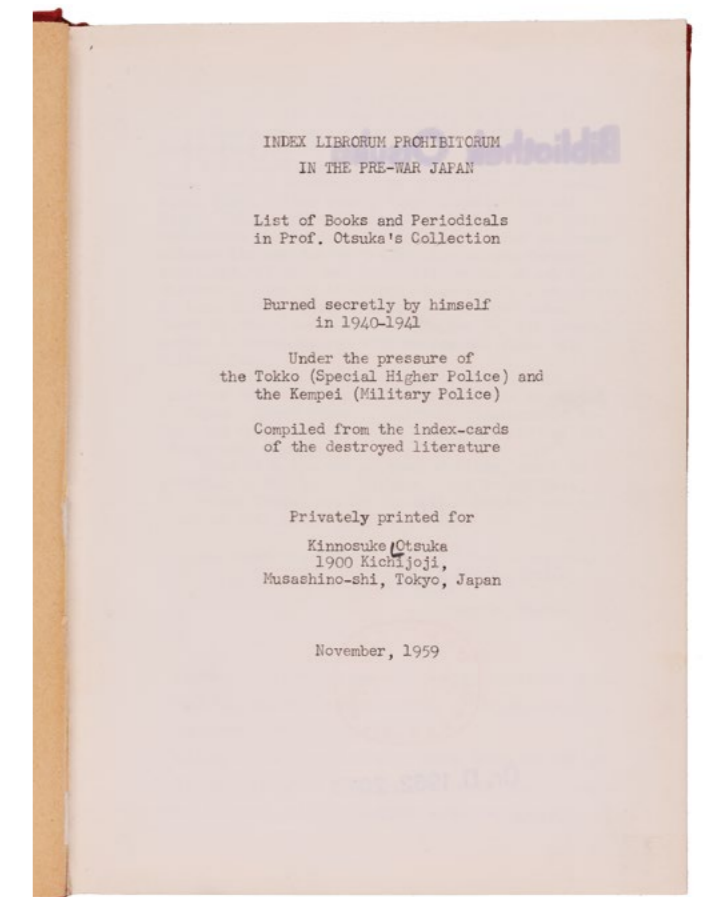 INDEX LIBRORUM PROHIBITORUM
IN THE PRE-WAR JAPAN
List of Books and Periodicals
in Prof. Otsuka's Collection
Burned secretly by himself
in 1940-1941
Under the pressure of
the Tokko (Special Higher Police) and
the Kempei (Military Police)
Compiled from the index-cards
of the destroyed literature
Privately printed for
Kinnosuke Otsuka
1900 Kichijoji,
Musashino-shi, Tokyo, Japan
November, 1959